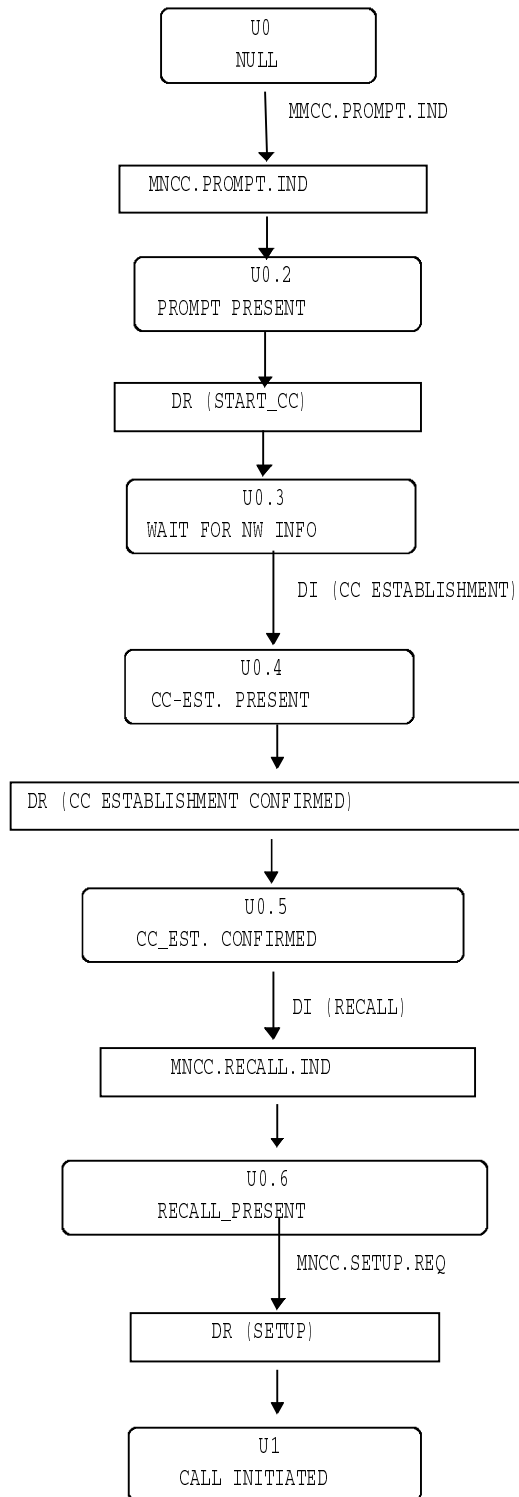 U0
NULL
MMCC.PROMPT.IND
MNCC.PROMPT.IND
U0.2
PROMPT PRESENT
DR (START_CC)
U0.3
WAIT FOR NW INFO
DI (CC ESTABLISHMENT)
U0.4
CC-EST. PRESENT
DR (CC ESTABLISHMENT CONFIRMED)
U0.5
CC_EST. CONFIRMED
DI (RECALL)
MNCC.RECALL.IND
U0.6
RECALL_PRESENT
MNCC.SETUP.REQ
DR (SETUP)
U1
CALL INITIATED